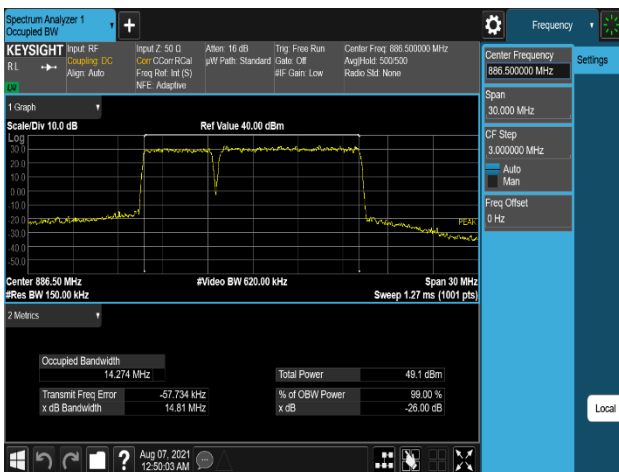 Spectrum Analyzer 1
Occupied BW
Frequency
KEYSIGHT
R L
LW
Input: RF
Coupling: DC
Align: Auto
Input Z: 50 Ω
Corr CCorr RCal
Freq Ref: Int (S)
NFE: Adaptive
Atten: 16 dB
µW Path: Standard
Trig: Free Run
Gate: Off
#IF Gain: Low
Center Freq: 886.500000 MHz
Avg|Hold: 500/500
Radio Std: None
Center Frequency
886.500000 MHz
Settings
Span
30.000 MHz
CF Step
3.000000 MHz
Auto
Man
Freq Offset
0 Hz
1 Graph
Scale/Div 10.0 dB
Ref Value 40.00 dBm
Log
30.0
20.0
10.0
0.00
-10.0
-20.0
-30.0
-40.0
-50.0
PEAK
Center 886.50 MHz
#Video BW 620.00 kHz
Span 30 MHz
#Res BW 150.00 kHz
Sweep 1.27 ms (1001 pts)
2 Metrics
Occupied Bandwidth
14.274 MHz
Total Power 49.1 dBm
Transmit Freq Error -57.734 kHz
% of OBW Power 99.00 %
x dB Bandwidth 14.81 MHz
x dB -26.00 dB
Local
?
Aug 07, 2021
12:50:03 AM